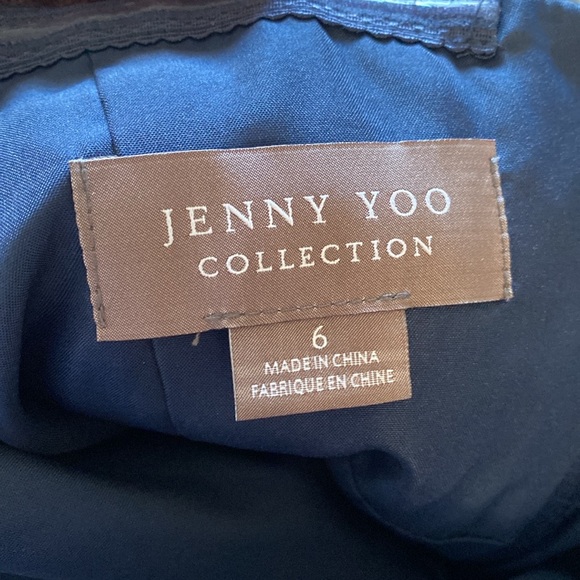 JENNY YOO
COLLECTION
6
MADE IN CHINA
FABRIQUE EN CHINE